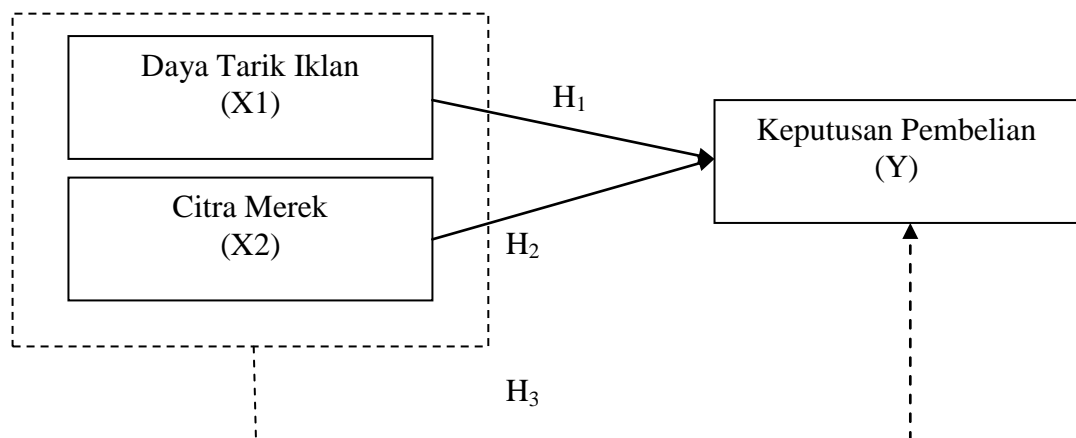 Daya Tarik Iklan
(X1)
H₁
Keputusan Pembelian
(Y)
Citra Merek
(X2)
H₂
H₃